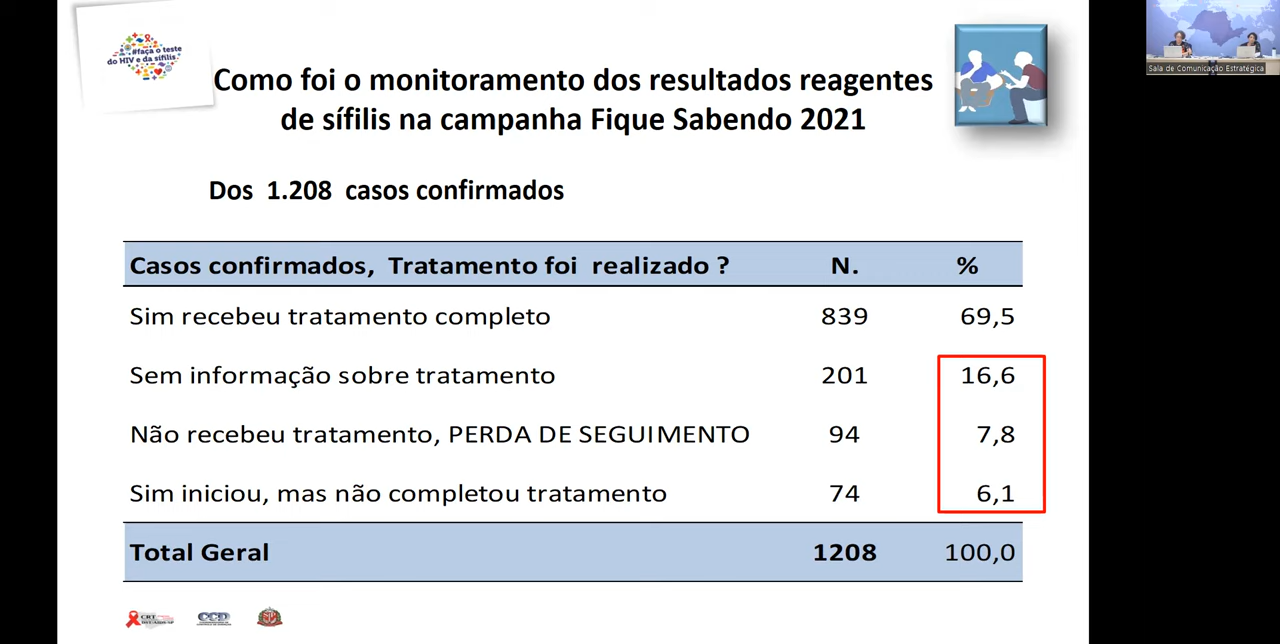 #faça o teste
do HIV e da sífilis
Como foi o monitoramento dos resultados reagentes
de sífilis na campanha Fique Sabendo 2021
Sala de Comunicação Estratégica
Dos 1.208 casos confirmados
Casos confirmados, Tratamento foi realizado ? N. %
Sim recebeu tratamento completo 839 69,5
Sem informação sobre tratamento 201 16,6
Não recebeu tratamento, PERDA DE SEGUIMENTO 94 7,8
Sim iniciou, mas não completou tratamento 74 6,1
Total Geral 1208 100,0
CRT
CCD